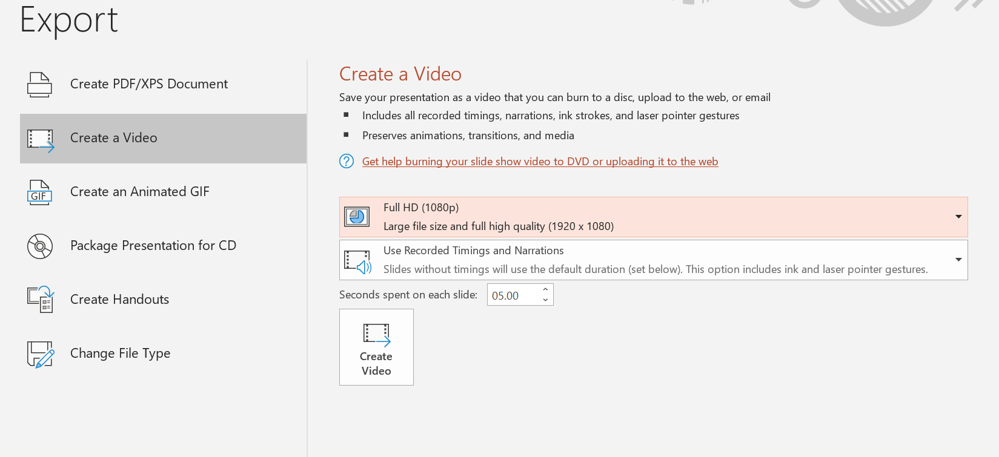 Export
Create PDF/XPS Document
Create a Video
GIF
Create an Animated GIF
Package Presentation for CD
Create Handouts
Change File Type
Create a Video
Save your presentation as a video that you can burn to a disc, upload to the web, or email
Includes all recorded timings, narrations, ink strokes, and laser pointer gestures
Preserves animations, transitions, and media
? Get help burning your slide show video to DVD or uploading it to the web
Full HD (1080p)
Large file size and full high quality (1920 x 1080)
Use Recorded Timings and Narrations
Slides without timings will use the default duration (set below). This option includes ink and laser pointer gestures.
Seconds spent on each slide: 05.00
Create
Video